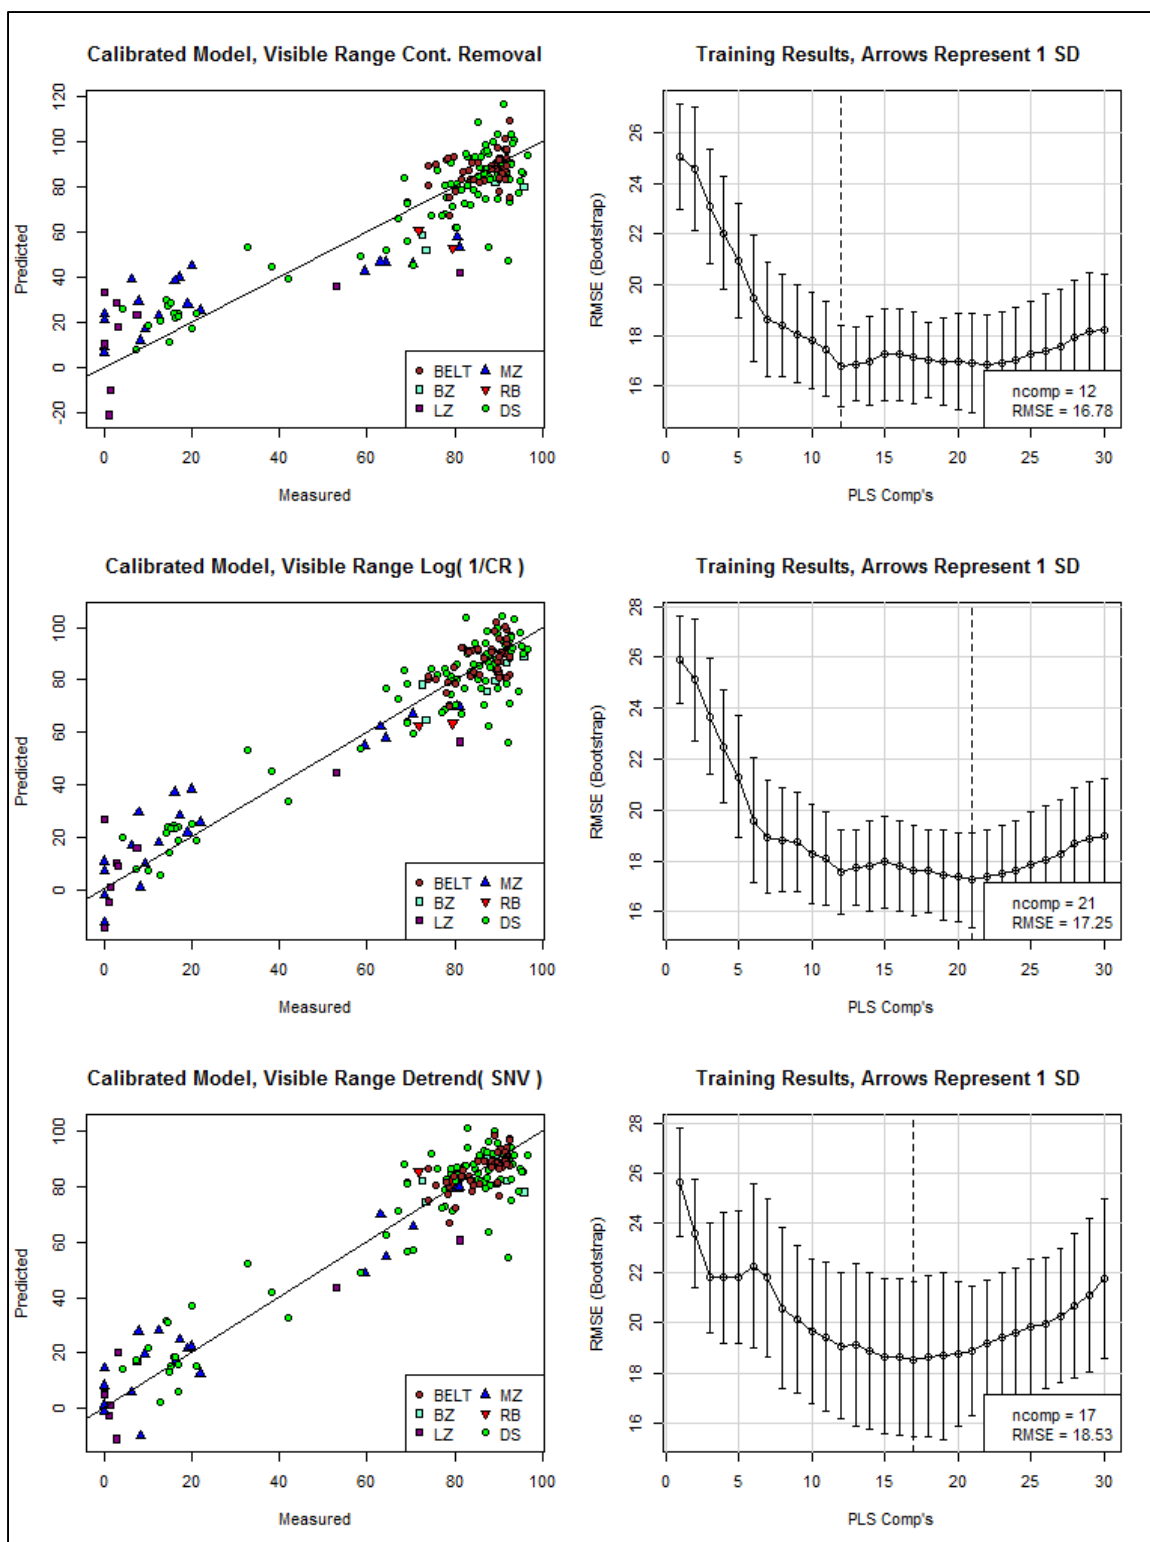 Calibrated Model, Visible Range Cont. Removal
Training Results, Arrows Represent 1 SD
Predicted
-20 0 20 40 60 80 100 120
BELT MZ
BZ RB
LZ DS
0 20 40 60 80 100
Measured
RMSE (Bootstrap)
16 18 20 22 24 26
ncomp = 12
RMSE = 16.78
0 5 10 15 20 25 30
PLS Comp's
Calibrated Model, Visible Range Log( 1/CR )
Training Results, Arrows Represent 1 SD
Predicted
0 20 40 60 80 100
BELT MZ
BZ RB
LZ DS
0 20 40 60 80 100
Measured
RMSE (Bootstrap)
16 18 20 22 24 26 28
ncomp = 21
RMSE = 17.25
0 5 10 15 20 25 30
PLS Comp's
Calibrated Model, Visible Range Detrend( SNV )
Training Results, Arrows Represent 1 SD
Predicted
0 20 40 60 80 100
BELT MZ
BZ RB
LZ DS
0 20 40 60 80 100
Measured
RMSE (Bootstrap)
16 18 20 22 24 26 28
ncomp = 17
RMSE = 18.53
0 5 10 15 20 25 30
PLS Comp's